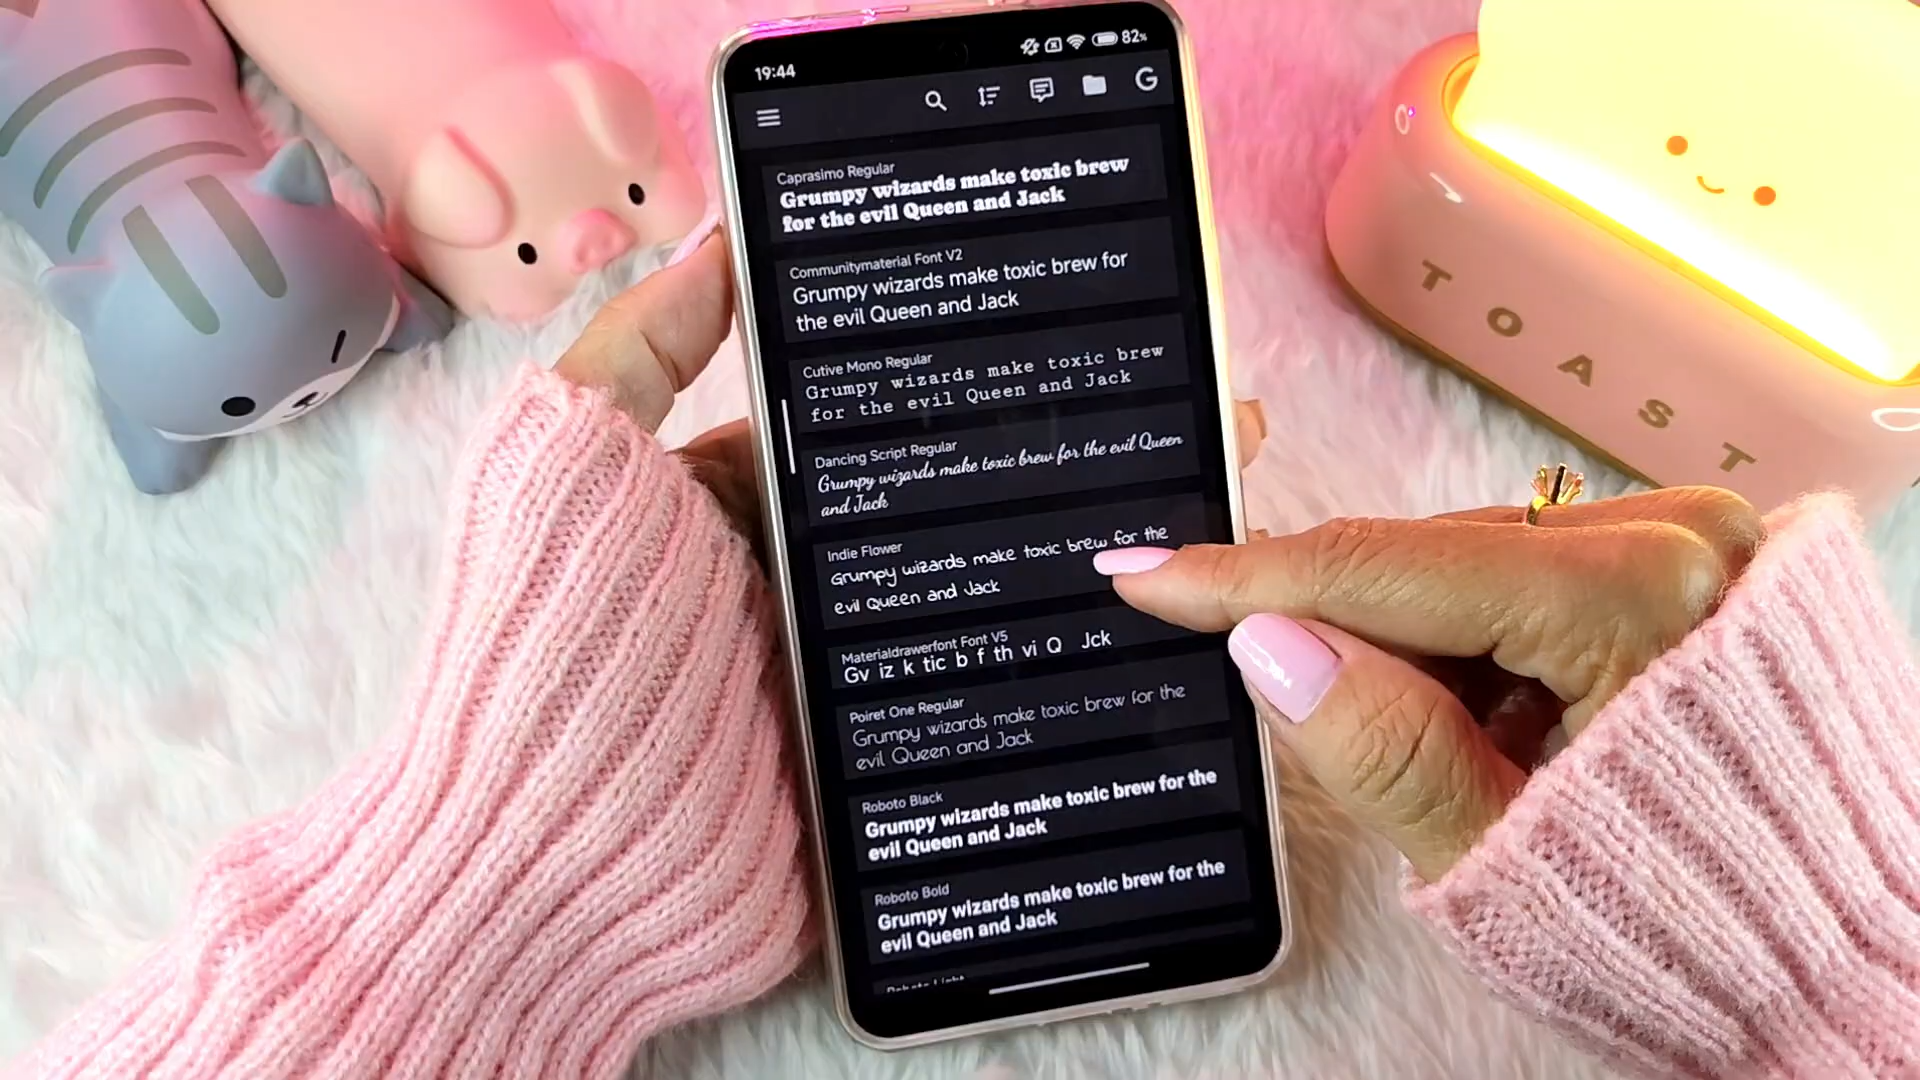 19:44
82%
G
Caprasimo Regular
Grumpy wizards make toxic brew
for the evil Queen and Jack
Communitymaterial Font V2
Grumpy wizards make toxic brew for
the evil Queen and Jack
Cutive Mono Regular
Grumpy wizards make toxic brew
for the evil Queen and Jack
Dancing Script Regular
Grumpy wizards make toxic brew for the evil Queen
and Jack
Indie Flower
Grumpy wizards make toxic brew for the
evil Queen and Jack
Materialdrawerfont Font V5
Gv iz k tic b f th vi Q Jck
Poiret One Regular
Grumpy wizards make toxic brew for the
evil Queen and Jack
Roboto Black
Grumpy wizards make toxic brew for the
evil Queen and Jack
Roboto Bold
Grumpy wizards make toxic brew for the
evil Queen and Jack
TOAST